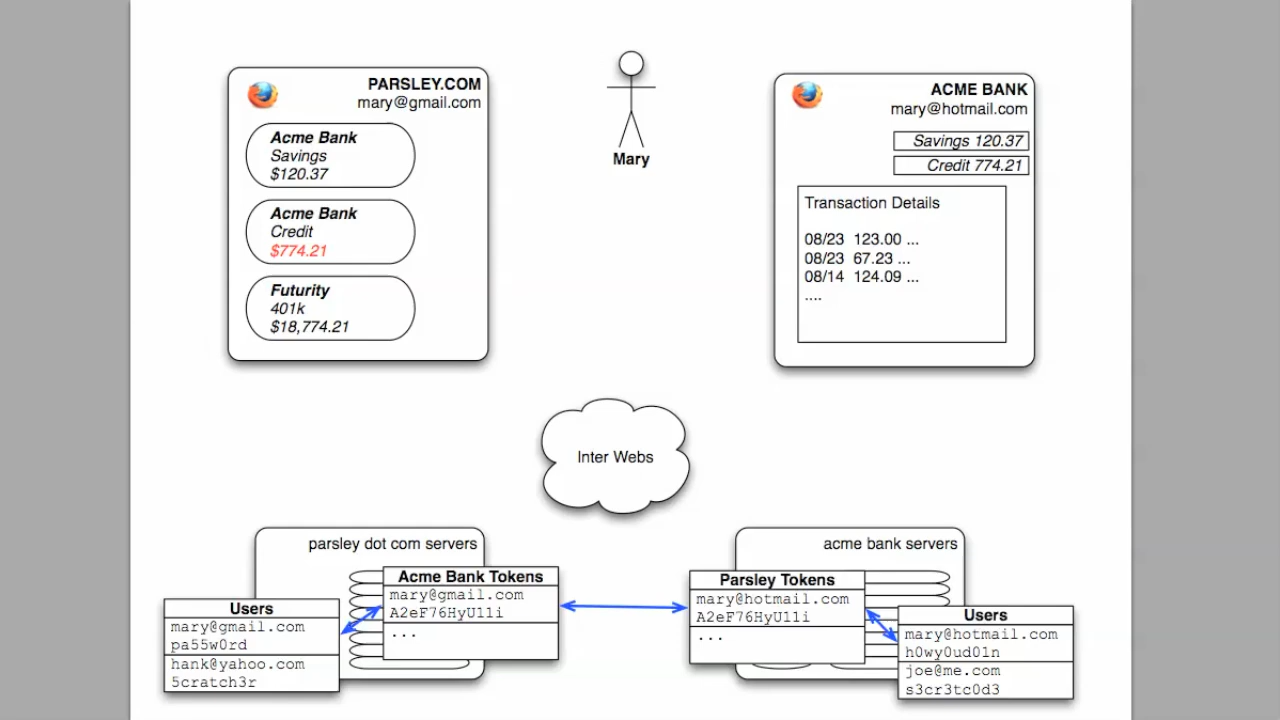 PARSLEY.COM
mary@gmail.com
Acme Bank
Savings
$120.37
Acme Bank
Credit
$774.21
Futurity
401k
$18,774.21
Mary
ACME BANK
mary@hotmail.com
Savings 120.37
Credit 774.21
Transaction Details
08/23 123.00 ...
08/23 67.23 ...
08/14 124.09 ...
....
Inter Webs
parsley dot com servers
Acme Bank Tokens
mary@gmail.com
A2eF76HyU1li
...
Users
mary@gmail.com
pa55w0rd
hank@yahoo.com
5cratch3r
acme bank servers
Parsley Tokens
mary@hotmail.com
A2eF76HyU1li
...
Users
mary@hotmail.com
h0wy0ud01n
joe@me.com
s3cr3tc0d3